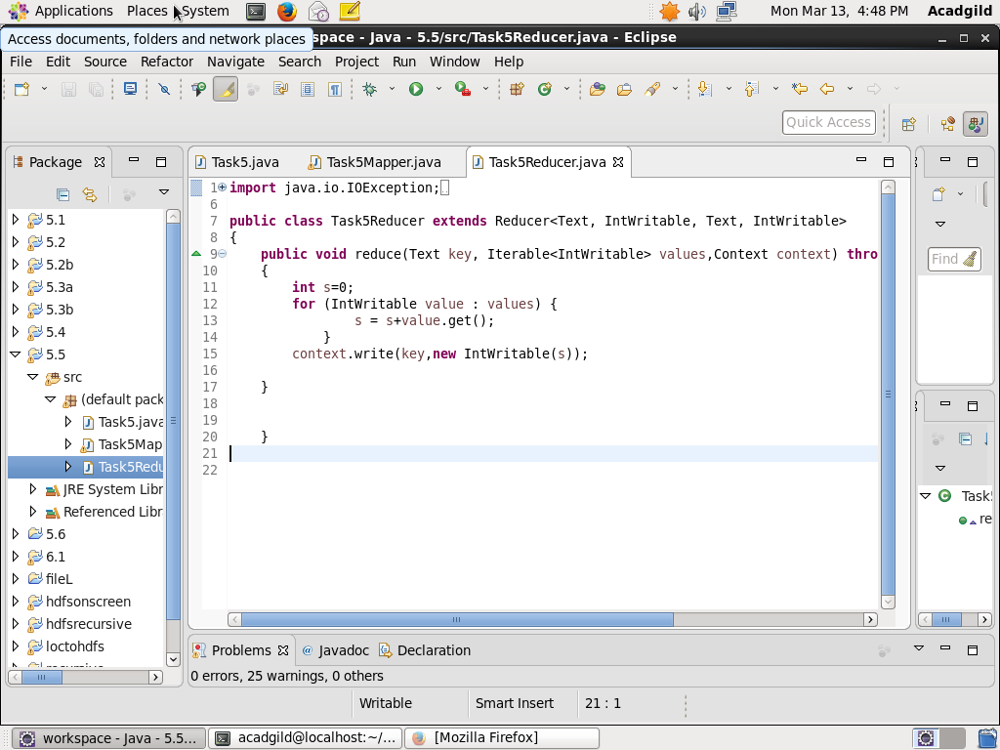 Applications Places System Mon Mar 13, 4:48 PM Acadgild
Access documents, folders and network places
space - Java - 5.5/src/Task5Reducer.java - Eclipse
File Edit Source Refactor Navigate Search Project Run Window Help
Quick Access
Package
Task5.java Task5Mapper.java Task5Reducer.java
1 import java.io.IOException;
6
7 public class Task5Reducer extends Reducer<Text, IntWritable, Text, IntWritable>
8 {
9 public void reduce(Text key, Iterable<IntWritable> values,Context context) thro
10 {
11 int s=0;
12 for (IntWritable value : values) {
13 s = s+value.get();
14 }
15 context.write(key,new IntWritable(s));
16
17 }
18
19
20 }
21
22
5.1
5.2
5.2b
5.3a
5.3b
5.4
5.5
src
(default pack
Task5.java
Task5Map
Task5Redu
JRE System Libr
Referenced Libr
5.6
6.1
fileL
hdfsonscreen
hdfsrecursive
loctohdfs
Find
Task5
re
Problems Javadoc Declaration
0 errors, 25 warnings, 0 others
Writable Smart Insert 21 : 1
workspace - Java - 5.5... acadgild@localhost:~/... [Mozilla Firefox]